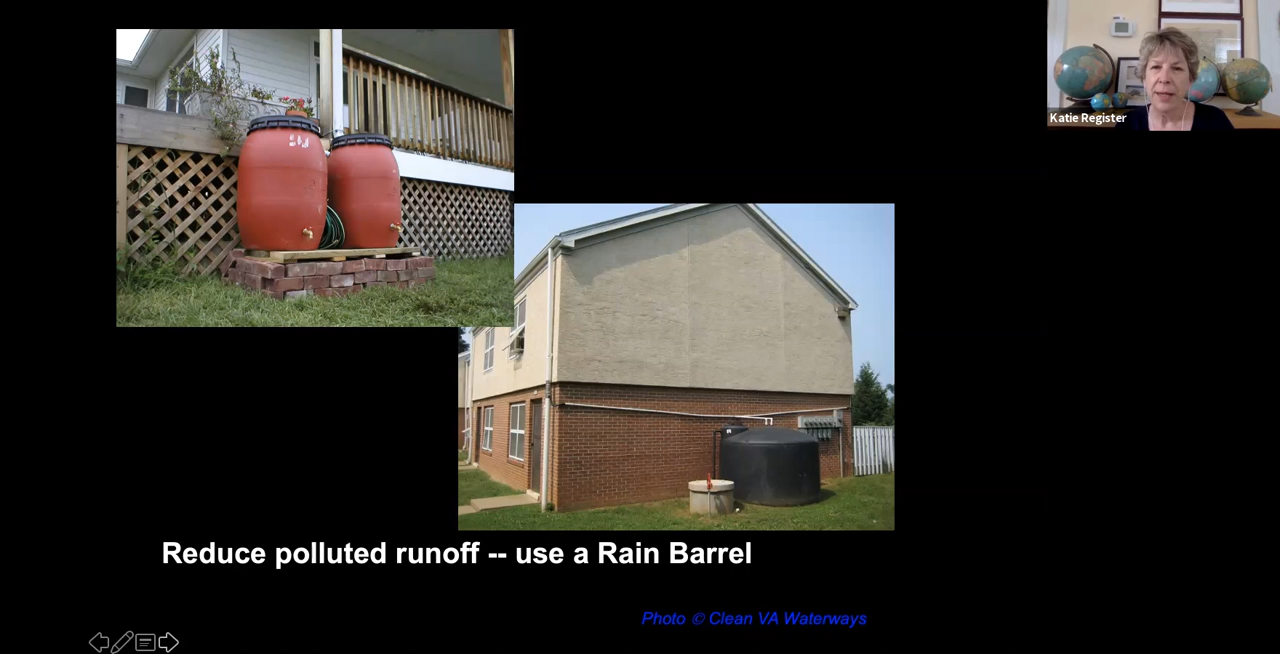 Katie Register
Reduce polluted runoff -- use a Rain Barrel
Photo © Clean VA Waterways